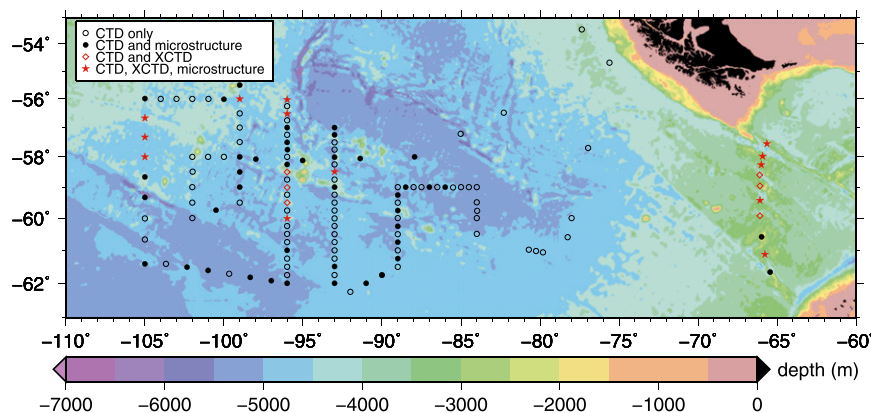 CTD only
CTD and microstructure
CTD and XCTD
CTD, XCTD, microstructure
−54˚
−56˚
−58˚
−60˚
−62˚
−110˚ −105˚ −100˚ −95˚ −90˚ −85˚ −80˚ −75˚ −70˚ −65˚ −60˚
depth (m)
−7000 −6000 −5000 −4000 −3000 −2000 −1000 0